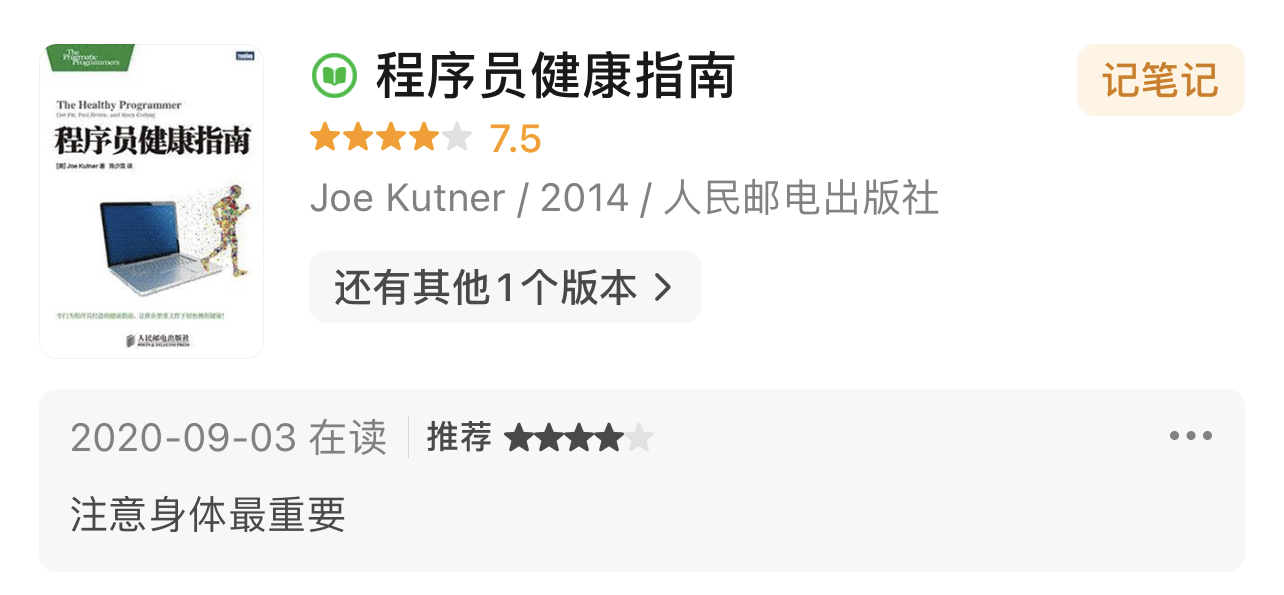 The
Pragmatic
Programmers
TURING
The Healthy Programmer
Get Fit, Feel Better, and Keep Coding
程序员健康指南
[美] Joe Kutner 著 陈少芸 译
人民邮电出版社
POSTS & TELECOM PRESS
程序员健康指南
记笔记
7.5
Joe Kutner / 2014 / 人民邮电出版社
还有其他1个版本 >
2020-09-03 在读 推荐
注意身体最重要